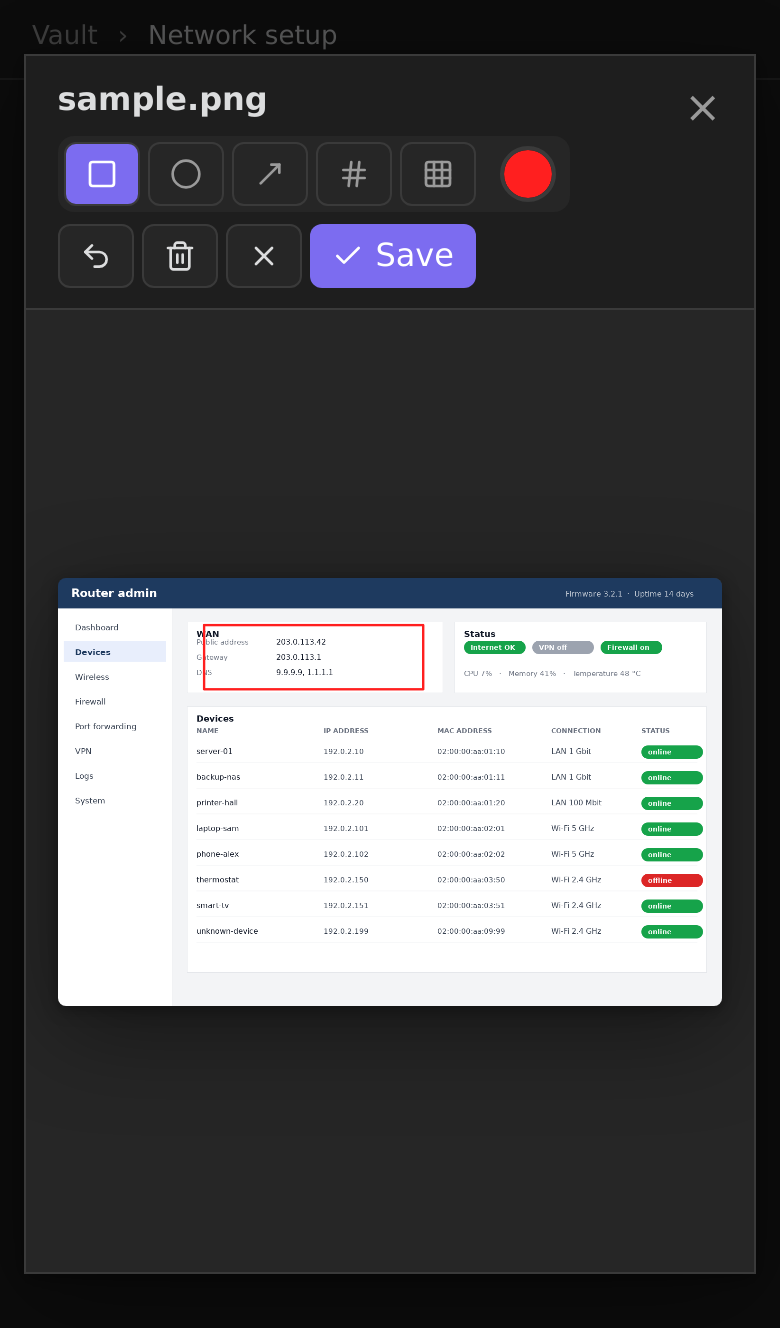 Vault › Network setup
sample.png
Save
Router admin
Firmware 3.2.1 · Uptime 14 days
Dashboard
Devices
Wireless
Firewall
Port forwarding
VPN
Logs
System
WAN
Public address 203.0.113.42
Gateway 203.0.113.1
DNS 9.9.9.9, 1.1.1.1
Status
Internet OK VPN off Firewall on
CPU 7% · Memory 41% · Temperature 48 °C
Devices
NAME IP ADDRESS MAC ADDRESS CONNECTION STATUS
server-01 192.0.2.10 02:00:00:aa:01:10 LAN 1 Gbit online
backup-nas 192.0.2.11 02:00:00:aa:01:11 LAN 1 Gbit online
printer-hall 192.0.2.20 02:00:00:aa:01:20 LAN 100 Mbit online
laptop-sam 192.0.2.101 02:00:00:aa:02:01 Wi-Fi 5 GHz online
phone-alex 192.0.2.102 02:00:00:aa:02:02 Wi-Fi 5 GHz online
thermostat 192.0.2.150 02:00:00:aa:03:50 Wi-Fi 2.4 GHz offline
smart-tv 192.0.2.151 02:00:00:aa:03:51 Wi-Fi 2.4 GHz online
unknown-device 192.0.2.199 02:00:00:aa:09:99 Wi-Fi 2.4 GHz online